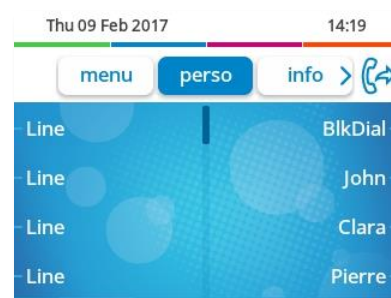 Thu 09 Feb 2017 14:19
menu perso info
Line BlkDial
Line John
Line Clara
Line Pierre